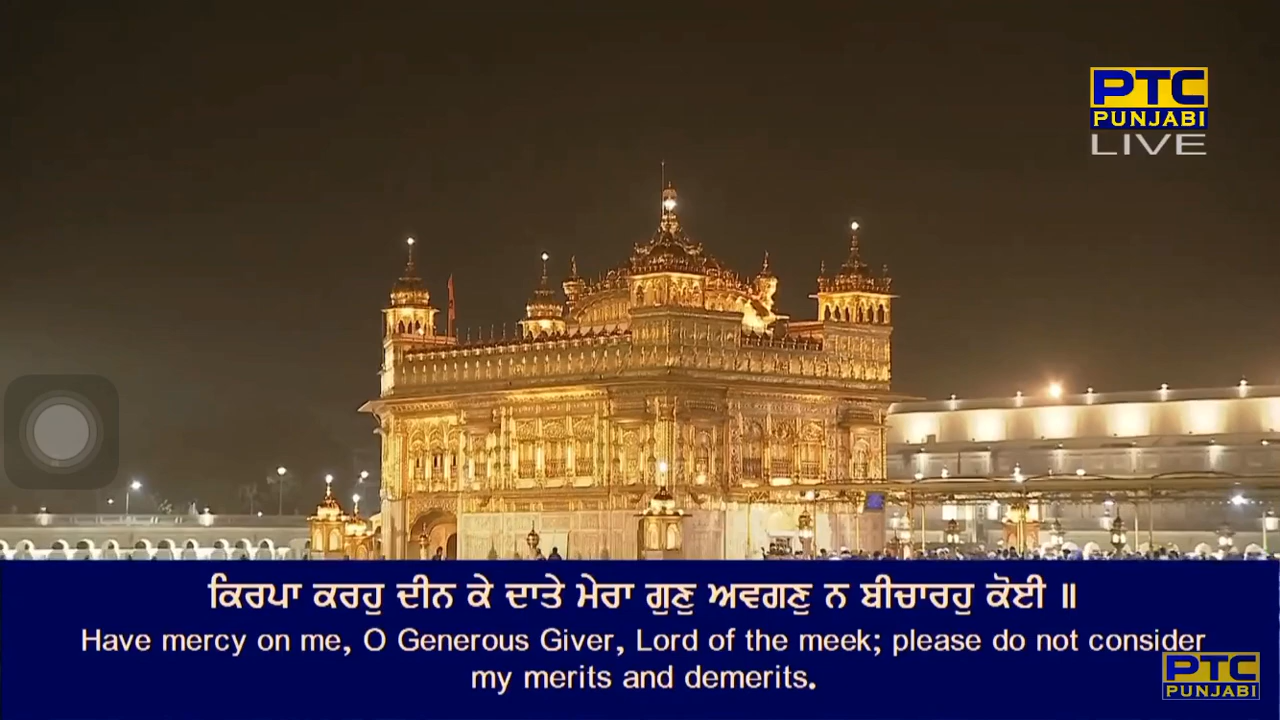 PTC
PUNJABI
LIVE
ਕਿਰਪਾ ਕਰਹੁ ਦੀਨ ਕੇ ਦਾਤੇ ਮੇਰਾ ਗੁਣੁ ਅਵਗਣੁ ਨ ਬੀਚਾਰਹੁ ਕੋਈ ॥
Have mercy on me, O Generous Giver, Lord of the meek; please do not consider
my merits and demerits.
PTC
PUNJABI